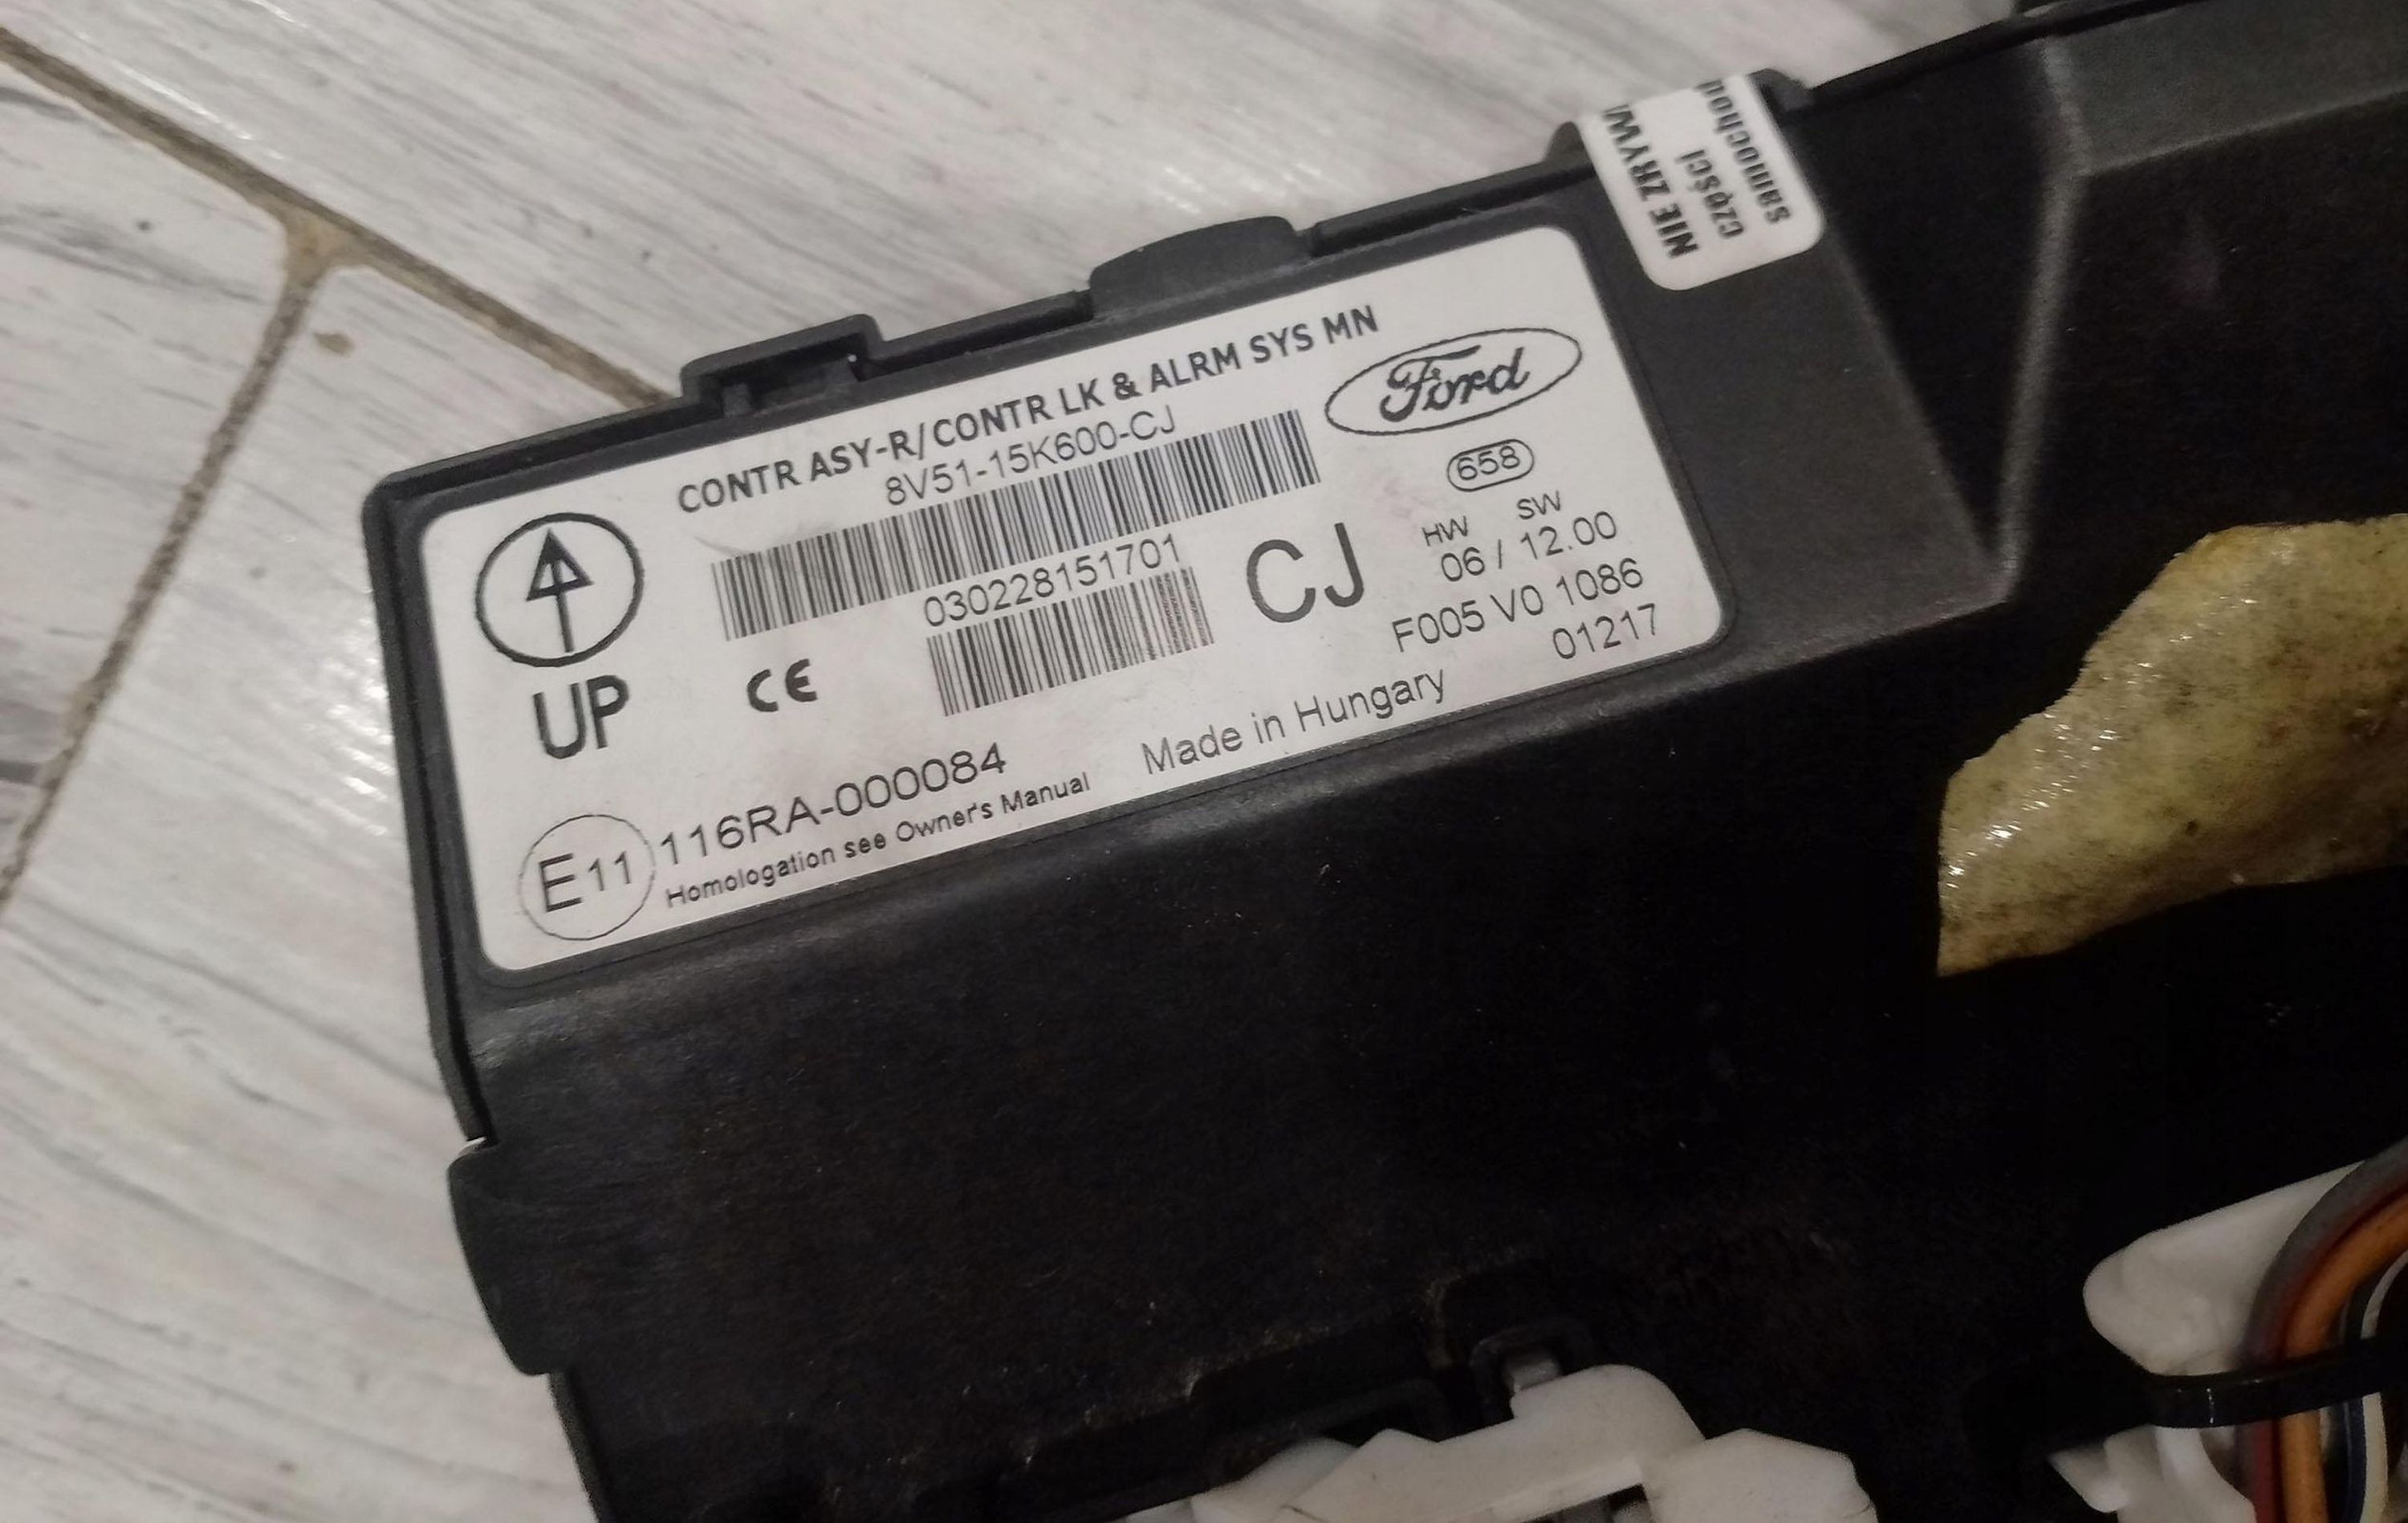 CONTR ASY-R/CONTR LK & ALRM SYS MN
8V51-15K600-CJ
Ford
658
HW SW
06 / 12.00
030228151701
CJ
F005 V0 1086
01217
UP
CE
Made in Hungary
E11 116RA-000084
Homologation see Owner's Manual
NIE ZRYW
części
samochod